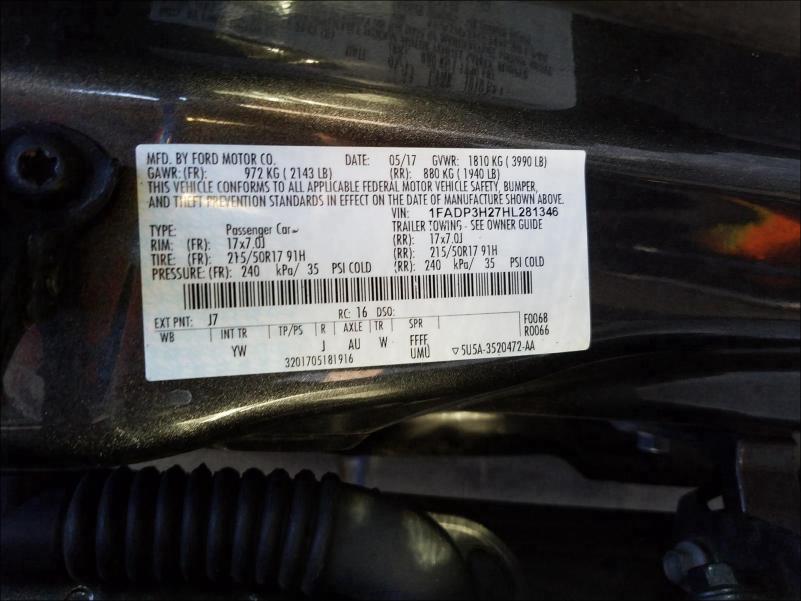 MFD. BY FORD MOTOR CO. DATE: 05/17 GVWR: 1810 KG ( 3990 LB)
GAWR: (FR): 972 KG ( 2143 LB) (RR): 880 KG ( 1940 LB)
THIS VEHICLE CONFORMS TO ALL APPLICABLE FEDERAL MOTOR VEHICLE SAFETY, BUMPER,
AND THEFT PREVENTION STANDARDS IN EFFECT ON THE DATE OF MANUFACTURE SHOWN ABOVE.
VIN: 1FADP3H27HL281346
TYPE: Passenger Car TRAILER TOWING - SEE OWNER GUIDE
RIM: (FR): 17x7.0J (RR): 17x7.0J
TIRE: (FR): 215/50R17 91H (RR): 215/50R17 91H
PRESSURE: (FR): 240 kPa/ 35 PSI COLD (RR): 240 kPa/ 35 PSI COLD
EXT PNT: J7 RC: 16 DSO: F0068
WB INT TR TP/PS R AXLE TR SPR R0066
YW J AU W FFFF
3201705181916 UMU ▽5U5A-3520472-AA